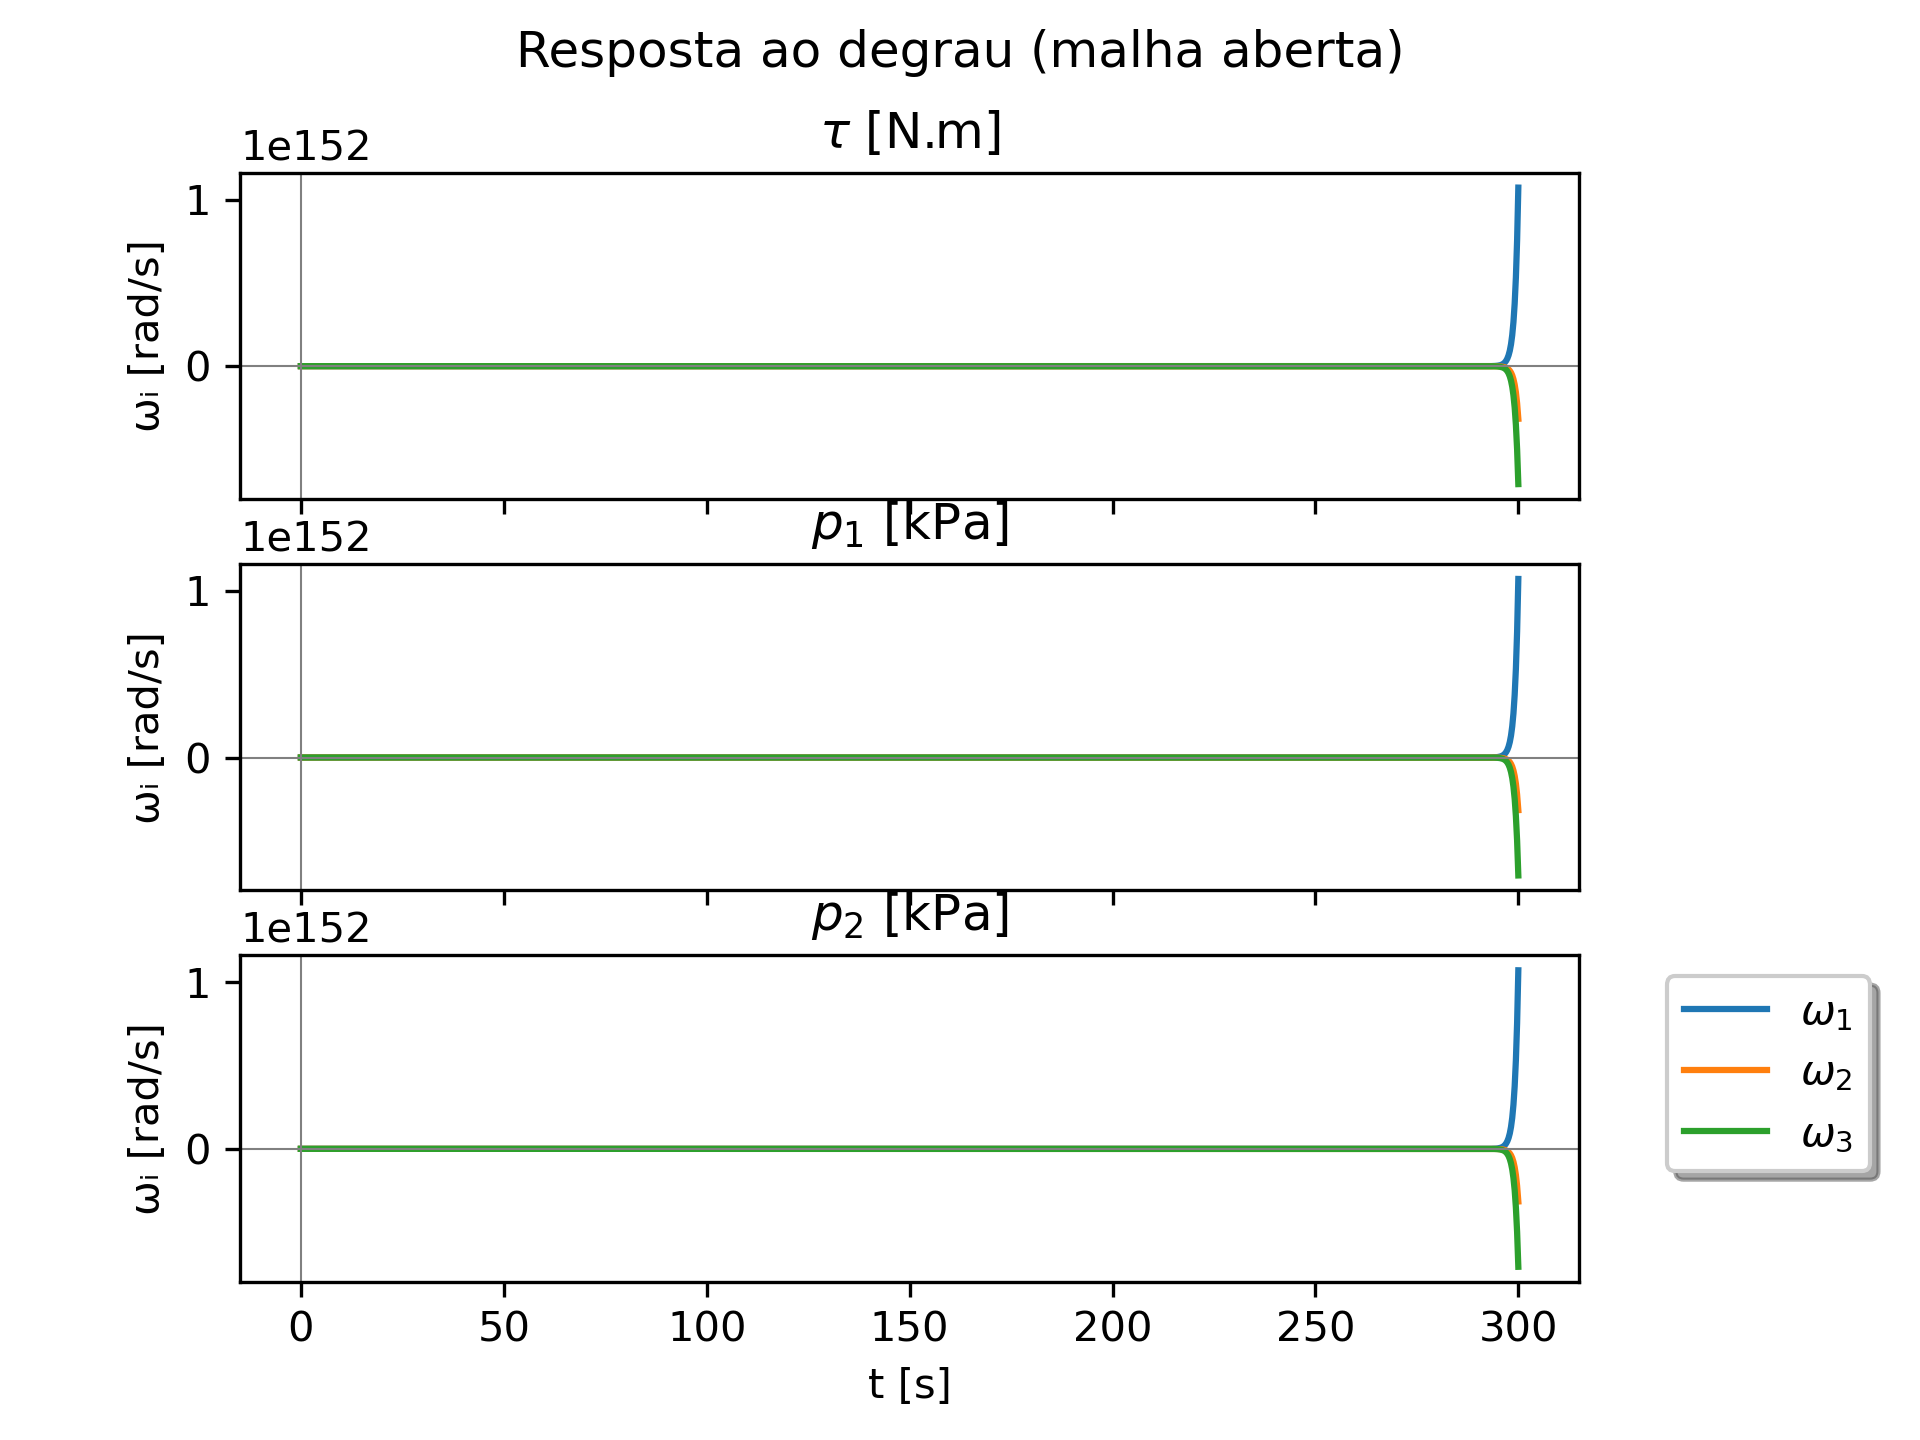 Resposta ao degrau (malha aberta)
τ [N.m]
1e152
1
0
ωᵢ [rad/s]
p₁ [kPa]
1e152
1
0
ωᵢ [rad/s]
p₂ [kPa]
1e152
1
0
ωᵢ [rad/s]
0 50 100 150 200 250 300
t [s]
ω₁
ω₂
ω₃